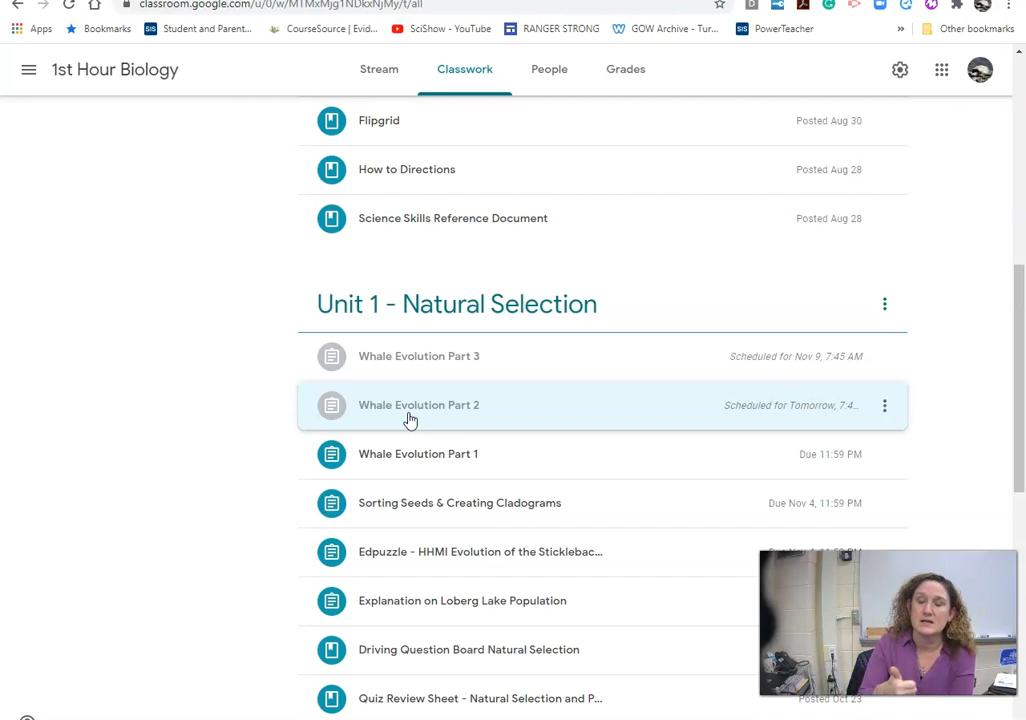 classroom.google.com/u/0/w/MTMxMjg1NDkxNjMy/t/all
Apps Bookmarks SIS Student and Parent... CourseSource | Evid... SciShow - YouTube RANGER STRONG GOW Archive - Tur... SIS PowerTeacher » Other bookmarks
1st Hour Biology Stream Classwork People Grades
Flipgrid Posted Aug 30
How to Directions Posted Aug 28
Science Skills Reference Document Posted Aug 28
Unit 1 - Natural Selection
Whale Evolution Part 3 Scheduled for Nov 9, 7:45 AM
Whale Evolution Part 2 Scheduled for Tomorrow, 7:4...
Whale Evolution Part 1 Due 11:59 PM
Sorting Seeds & Creating Cladograms Due Nov 4, 11:59 PM
Edpuzzle - HHMI Evolution of the Sticklebac...
Explanation on Loberg Lake Population
Driving Question Board Natural Selection
Quiz Review Sheet - Natural Selection and P... Posted Oct 23